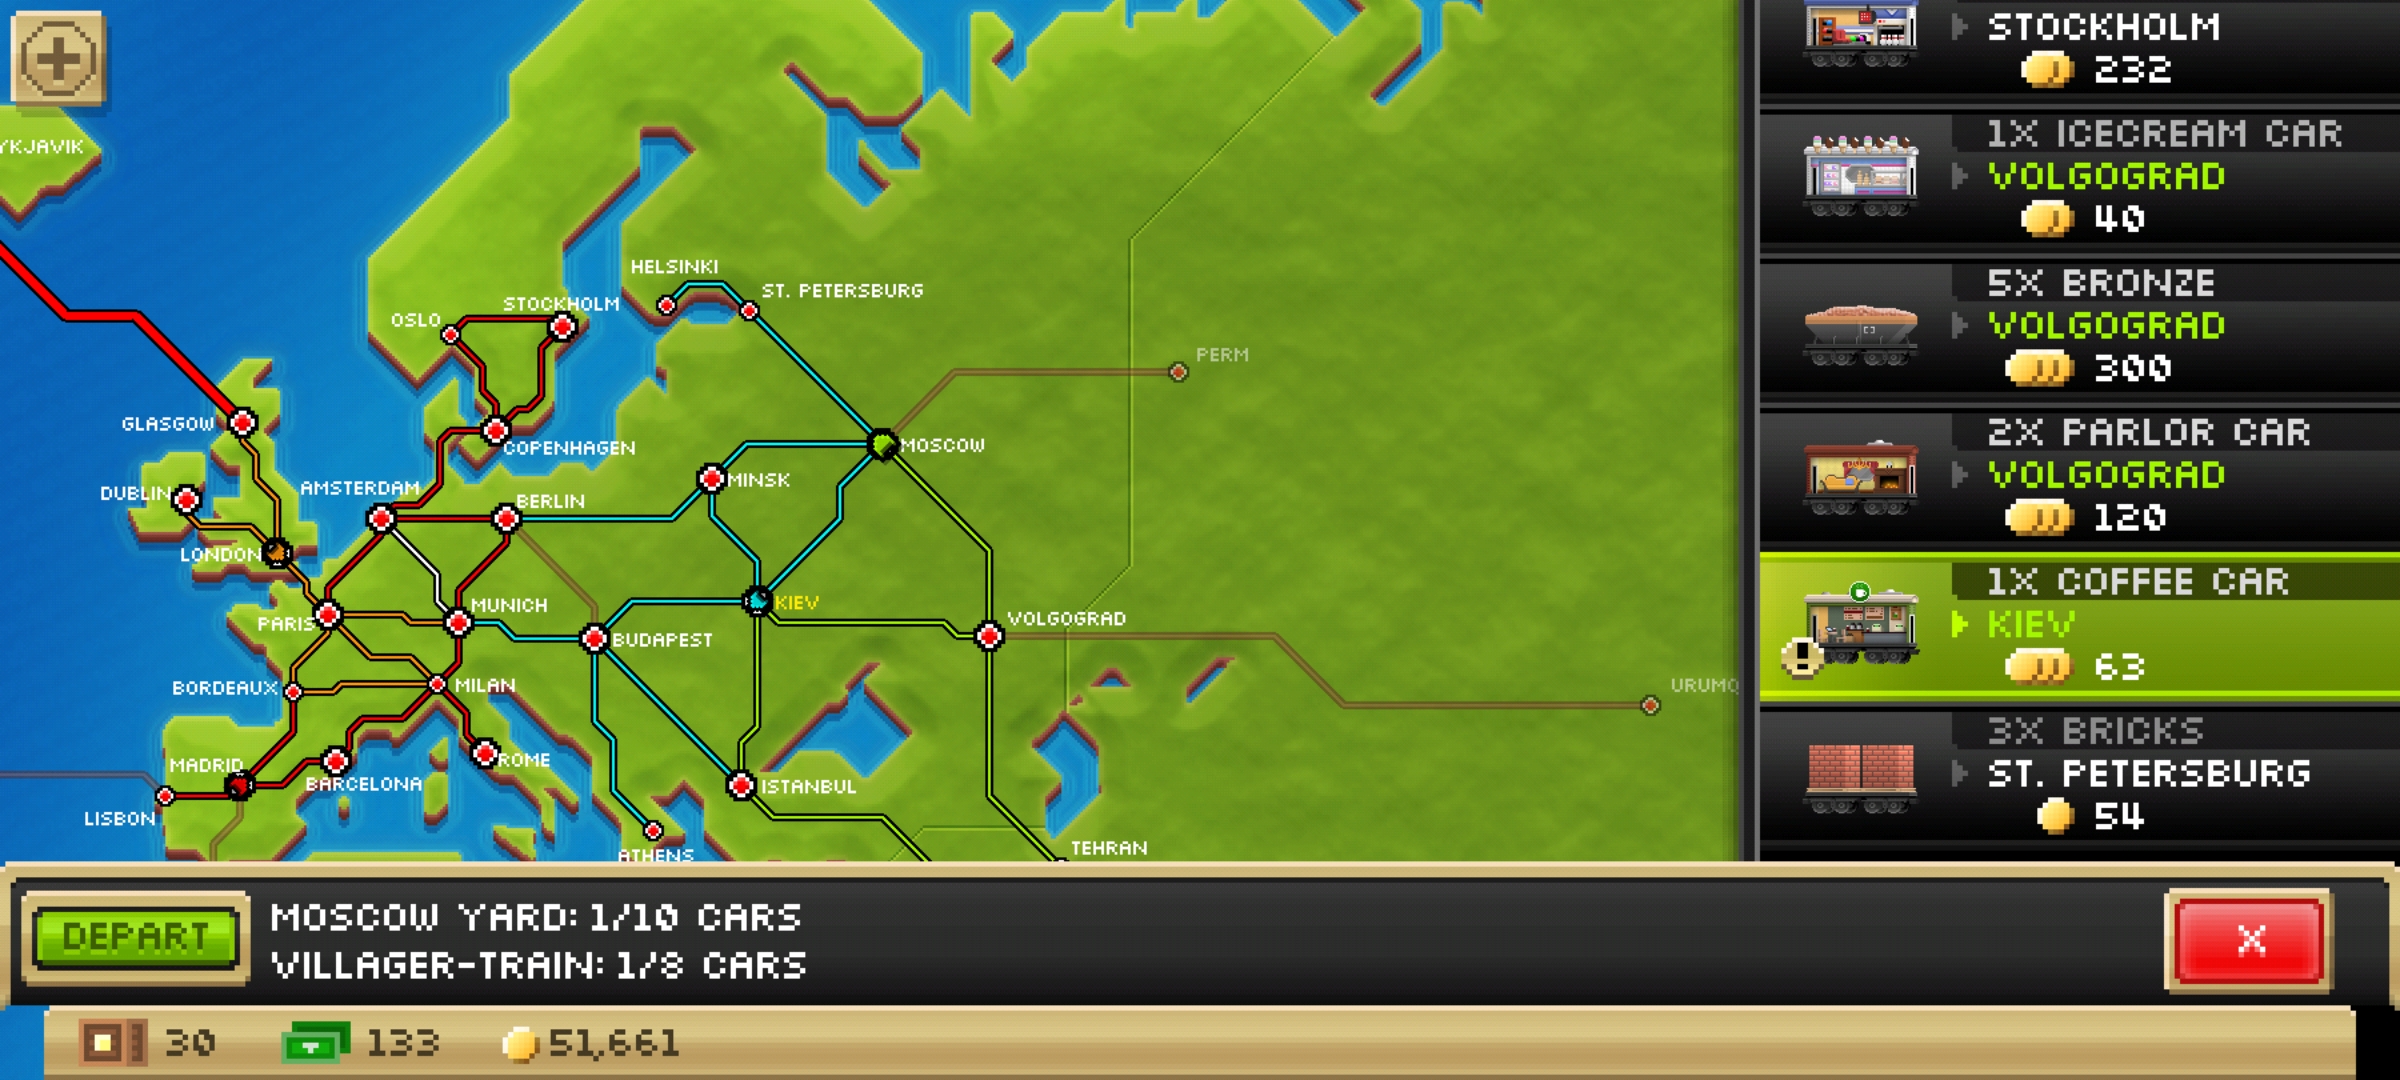 YKJAVIK
HELSINKI
ST. PETERSBURG
STOCKHOLM
OSLO
PERM
GLASGOW
COPENHAGEN
MOSCOW
MINSK
DUBLIN
AMSTERDAM
BERLIN
LONDON
MUNICH
KIEV
PARIS
VOLGOGRAD
BUDAPEST
BORDEAUX
MILAN
URUMQ
MADRID
ROME
BARCELONA
ISTANBUL
LISBON
ATHENS
TEHRAN
STOCKHOLM
232
1X ICECREAM CAR
VOLGOGRAD
40
5X BRONZE
VOLGOGRAD
300
2X PARLOR CAR
VOLGOGRAD
120
1X COFFEE CAR
KIEV
!
63
3X BRICKS
ST. PETERSBURG
54
DEPART
MOSCOW YARD: 1/10 CARS
VILLAGER-TRAIN: 1/8 CARS
X
30
133
51,661